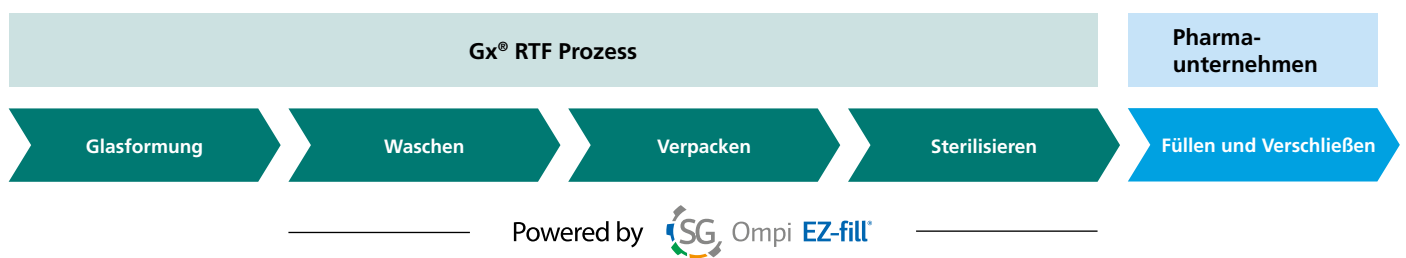 Gx® RTF Prozess
Pharma-
unternehmen
Glasformung
Waschen
Verpacken
Sterilisieren
Füllen und Verschließen
Powered by SG Ompi EZ-fill®